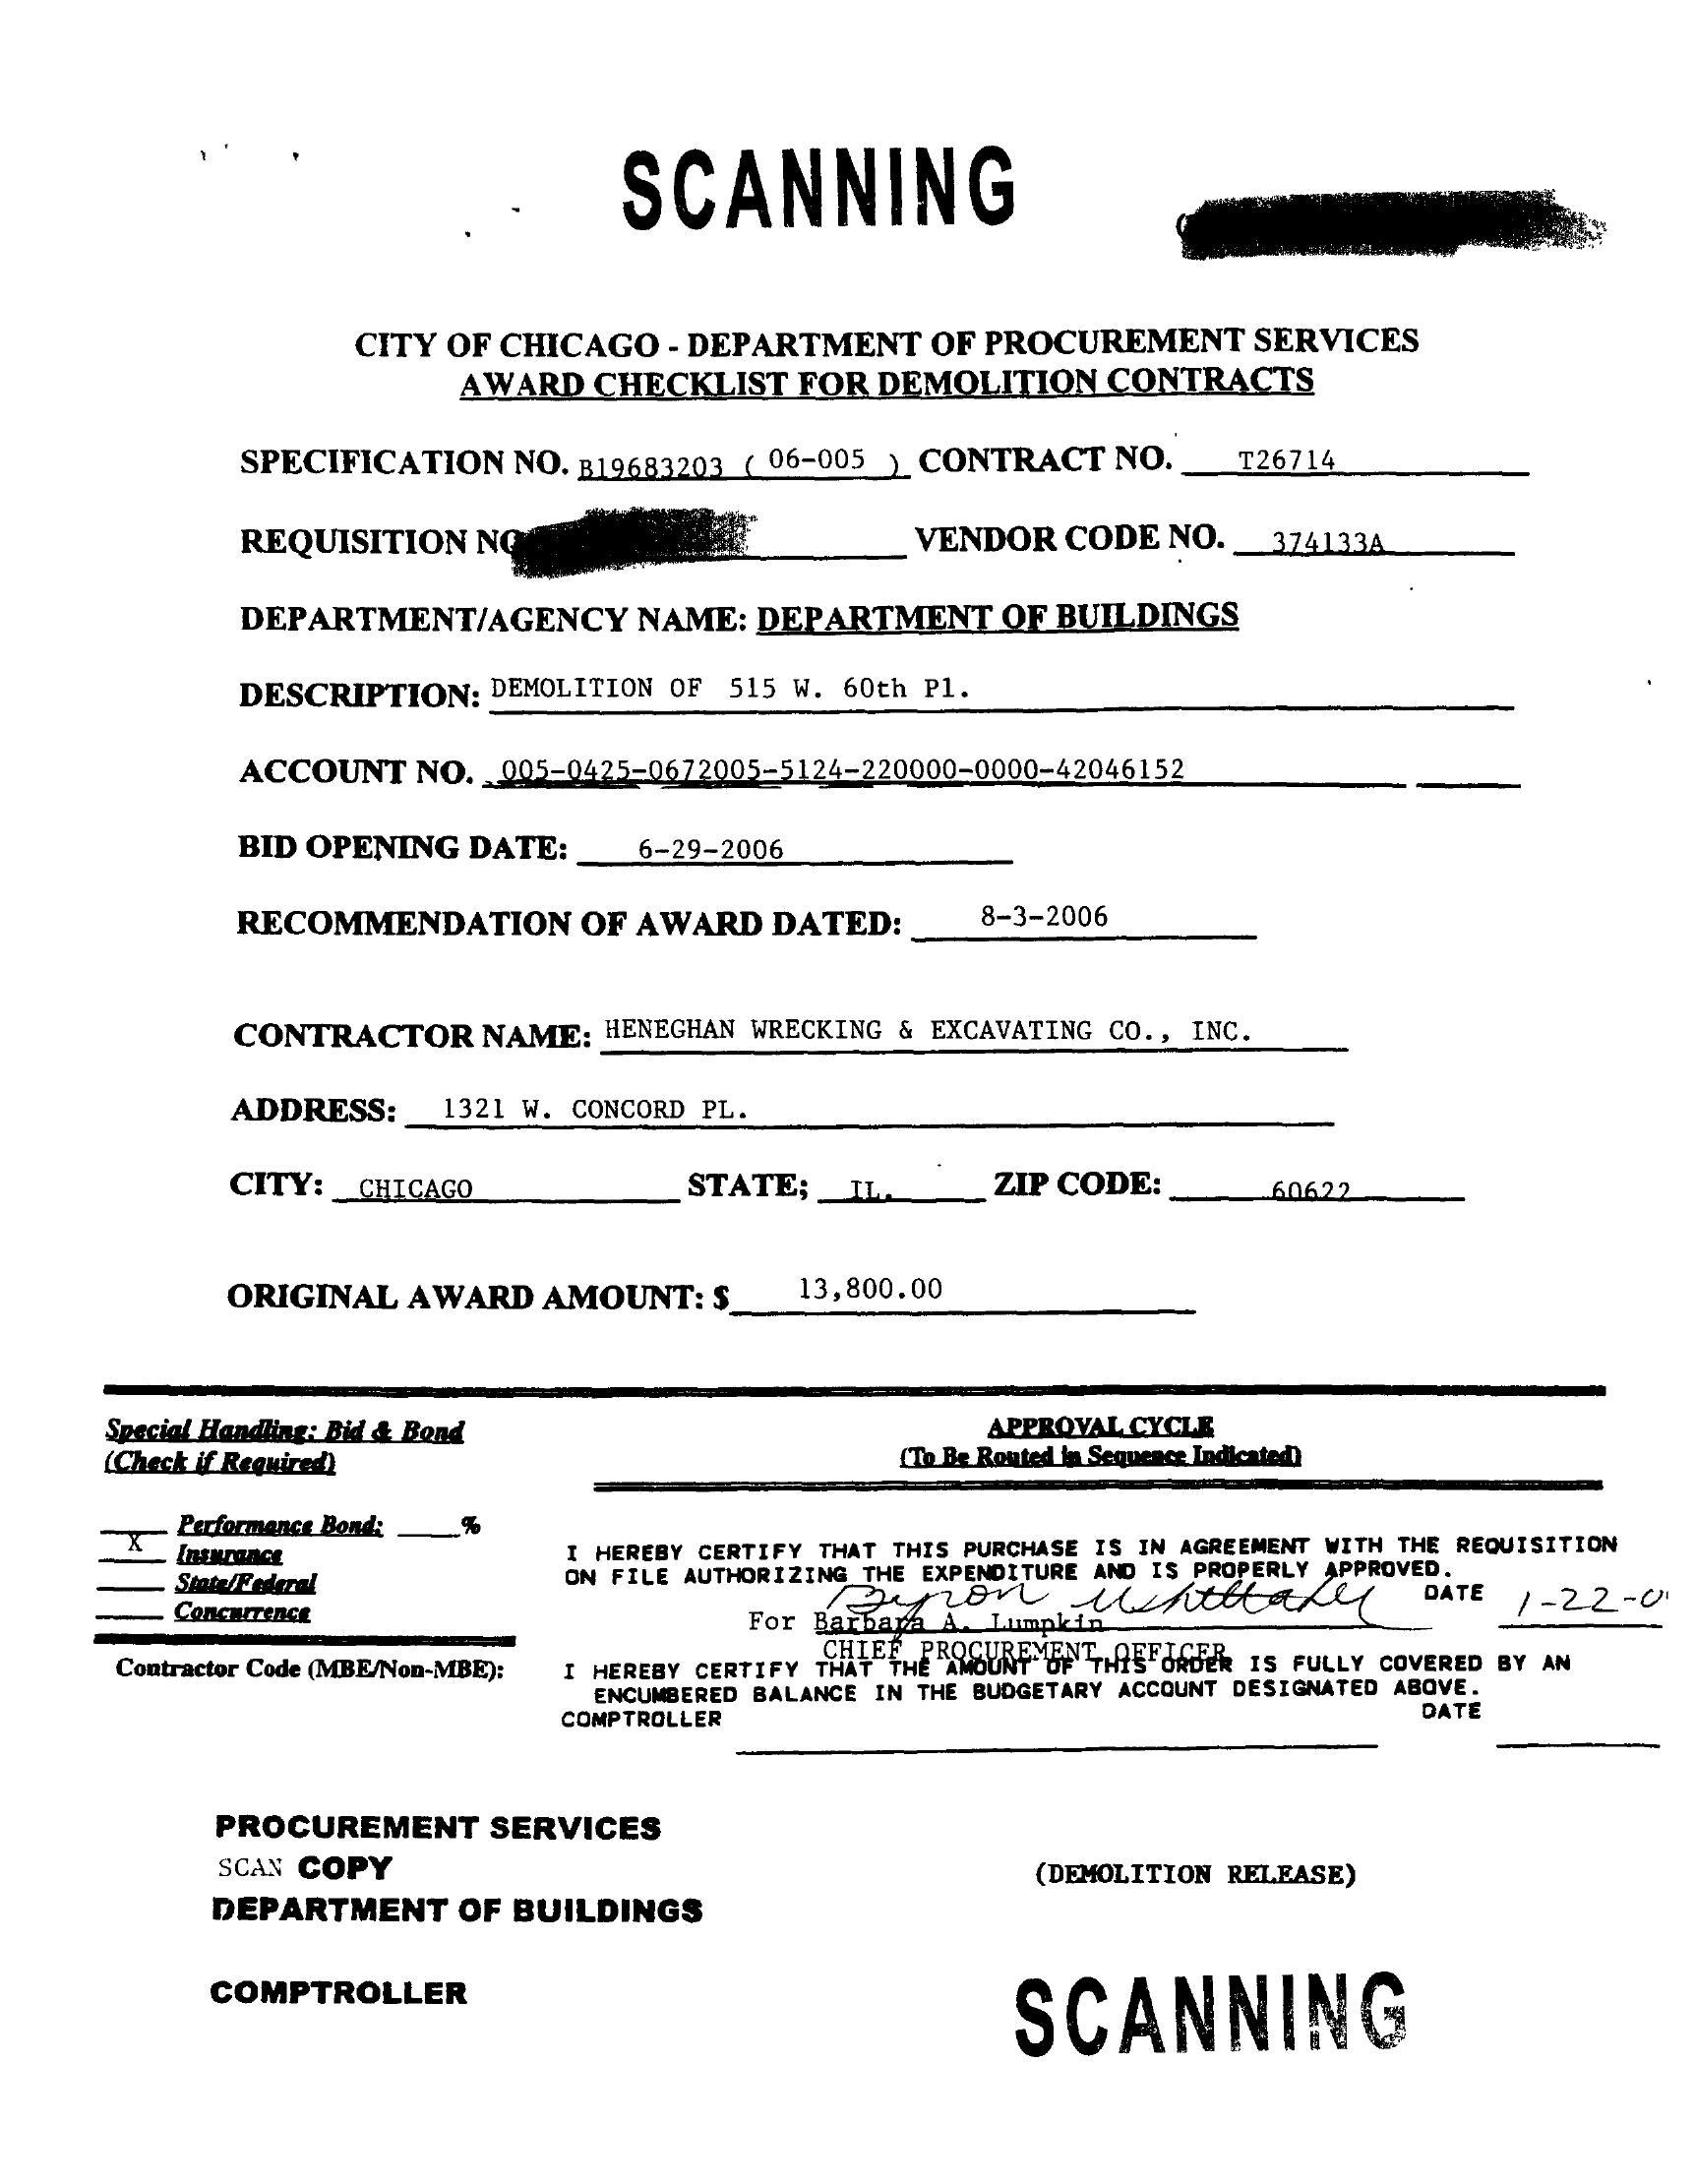 SCANNING
CITY OF CHICAGO - DEPARTMENT OF PROCUREMENT SERVICES
AWARD CHECKLIST FOR DEMOLITION CONTRACTS
SPECIFICATION NO. B19683203 ( 06-005 ) CONTRACT NO. T26714
REQUISITION NO VENDOR CODE NO. 374133A
DEPARTMENT/AGENCY NAME: DEPARTMENT OF BUILDINGS
DESCRIPTION: DEMOLITION OF 515 W. 60th Pl.
ACCOUNT NO. 005-0425-0672005-5124-220000-0000-42046152
BID OPENING DATE: 6-29-2006
RECOMMENDATION OF AWARD DATED: 8-3-2006
CONTRACTOR NAME: HENEGHAN WRECKING & EXCAVATING CO., INC.
ADDRESS: 1321 W. CONCORD PL.
CITY: CHICAGO STATE; IL. ZIP CODE: 60622
ORIGINAL AWARD AMOUNT: $ 13,800.00
Special Handling: Bid & Bond
(Check if Required)
APPROVAL CYCLE
(To Be Routed in Sequence Indicated)
Performance Bond: %
X Insurance
State/Federal
Concurrence
Contractor Code (MBE/Non-MBE):
I HEREBY CERTIFY THAT THIS PURCHASE IS IN AGREEMENT WITH THE REQUISITION
ON FILE AUTHORIZING THE EXPENDITURE AND IS PROPERLY APPROVED.
Byron Whittaker DATE 1-22-0
For Barbara A. Lumpkin
CHIEF PROCUREMENT OFFICER
I HEREBY CERTIFY THAT THE AMOUNT OF THIS ORDER IS FULLY COVERED BY AN
ENCUMBERED BALANCE IN THE BUDGETARY ACCOUNT DESIGNATED ABOVE.
COMPTROLLER DATE
PROCUREMENT SERVICES
SCAN COPY
DEPARTMENT OF BUILDINGS
(DEMOLITION RELEASE)
COMPTROLLER
SCANNING